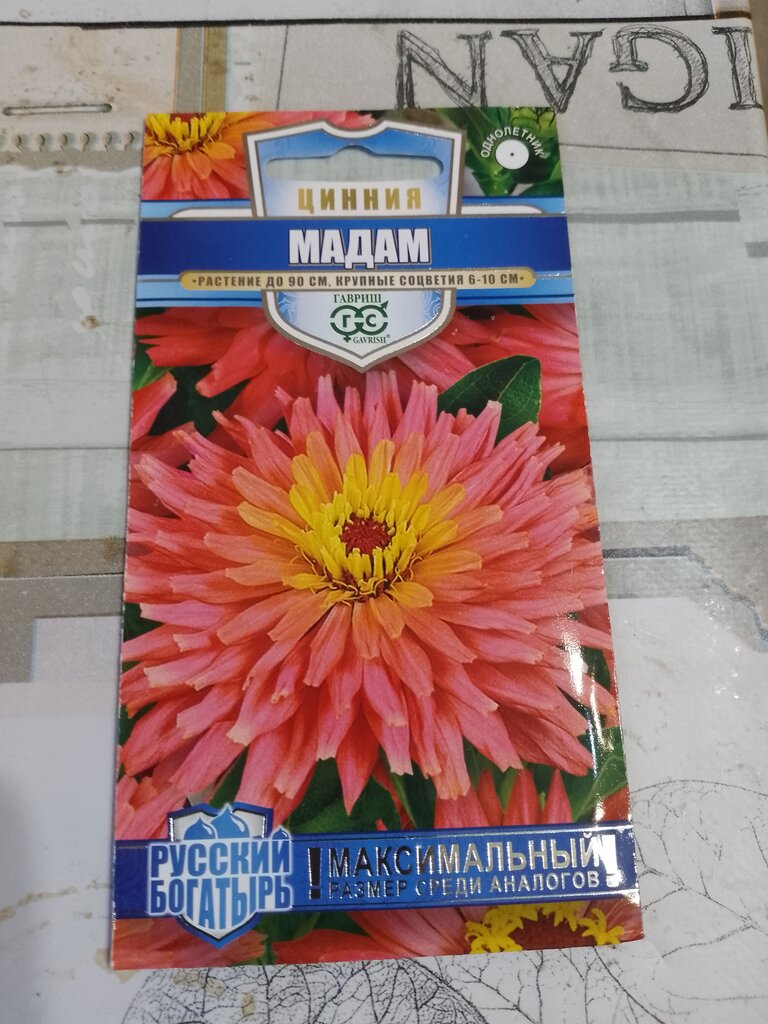 IGAN
ОДНОЛЕТНИК
ЦИННИЯ
МАДАМ
•РАСТЕНИЕ ДО 90 СМ, КРУПНЫЕ СОЦВЕТИЯ 6-10 СМ•
ГАВРИШ
Г С
GAVRISH®
РУССКИЙ
БОГАТЫРЬ
!МАКСИМАЛЬНЫЙ!
РАЗМЕР СРЕДИ АНАЛОГОВ